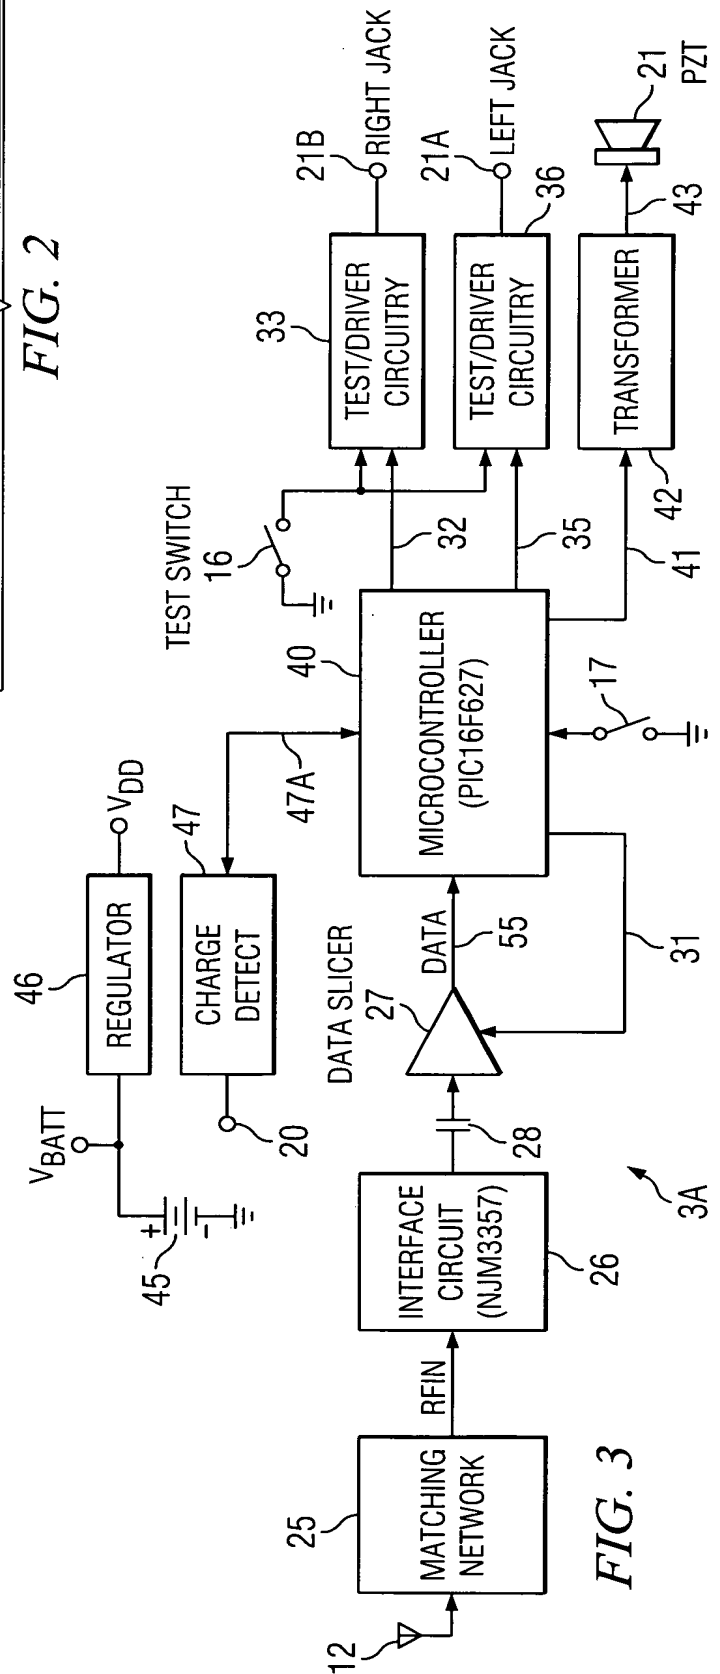 FIG. 2
TEST SWITCH
16
33
TEST/DRIVER
CIRCUITRY
21B
RIGHT JACK
32
TEST/DRIVER
CIRCUITRY
36
21A
LEFT JACK
35
TRANSFORMER
42
41
43
21
PZT
40
MICROCONTROLLER
(PIC16F627)
17
46
REGULATOR
VDD
VBATT
45
+
-
47
CHARGE
DETECT
20
47A
DATA SLICER
27
DATA
55
31
28
INTERFACE
CIRCUIT
(NJM3357)
26
RFIN
25
MATCHING
NETWORK
12
3A
FIG. 3